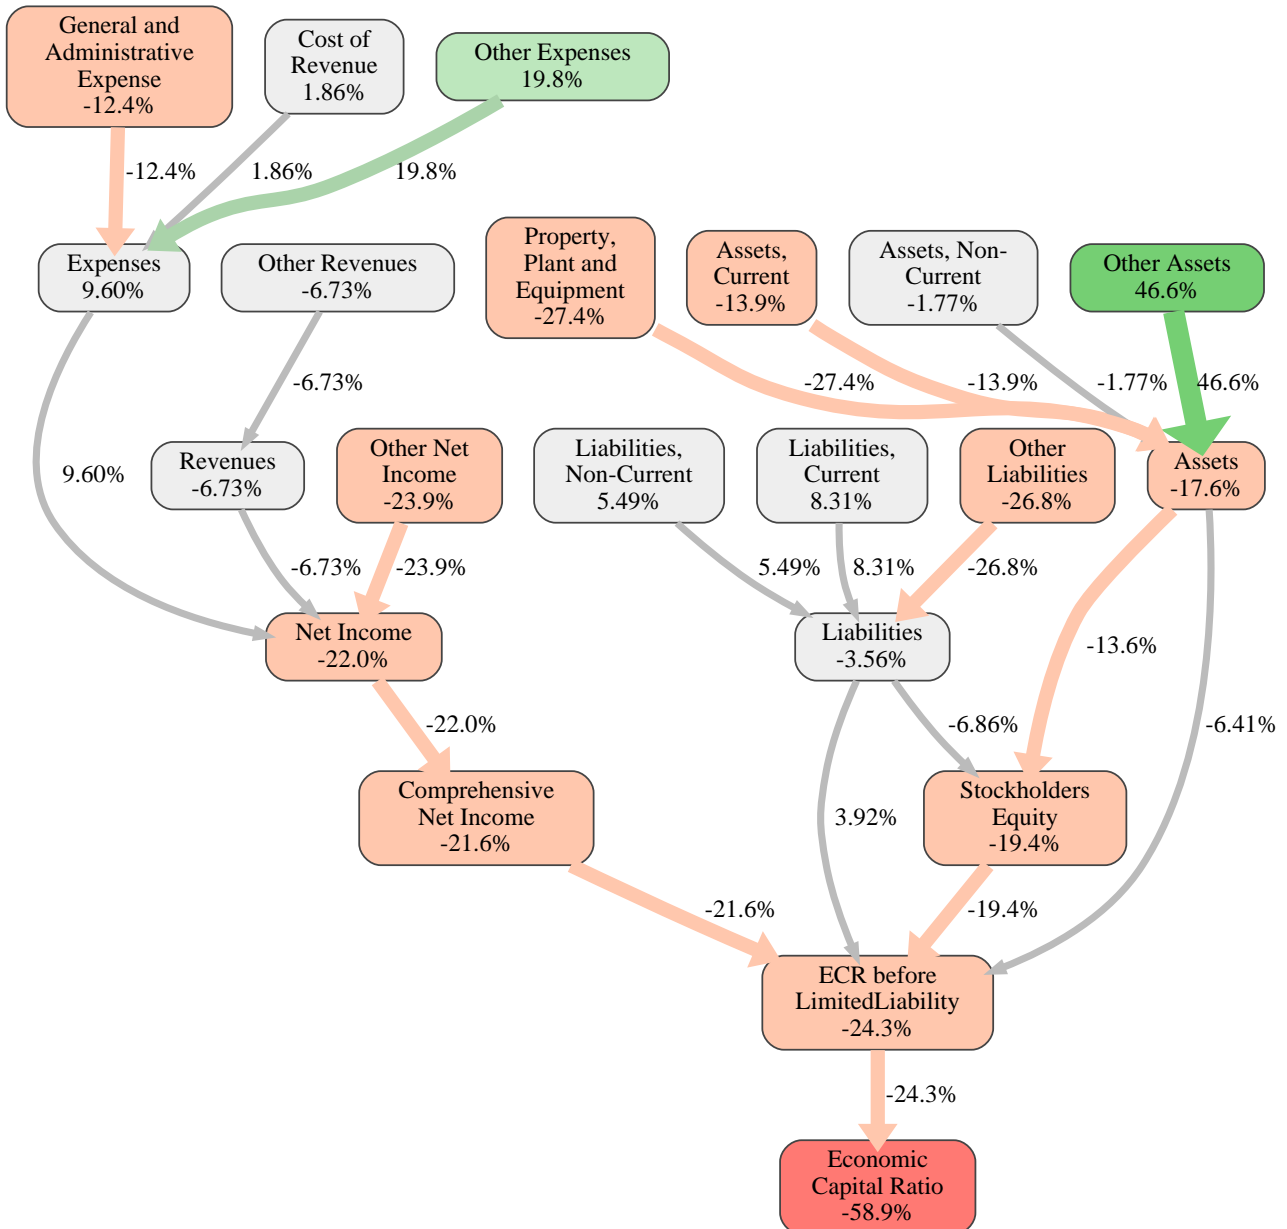 General and
Administrative
Expense
-12.4%
Cost of
Revenue
1.86%
Other Expenses
19.8%
-12.4%
1.86%
19.8%
Expenses
9.60%
Other Revenues
-6.73%
Property,
Plant and
Equipment
-27.4%
Assets,
Current
-13.9%
Assets, Non-
Current
-1.77%
Other Assets
46.6%
-6.73%
-27.4%
-13.9%
-1.77%
46.6%
9.60%
Revenues
-6.73%
Other Net
Income
-23.9%
Liabilities,
Non-Current
5.49%
Liabilities,
Current
8.31%
Other
Liabilities
-26.8%
Assets
-17.6%
-6.73%
-23.9%
5.49%
8.31%
-26.8%
Net Income
-22.0%
Liabilities
-3.56%
-13.6%
-22.0%
-6.86%
-6.41%
Comprehensive
Net Income
-21.6%
3.92%
Stockholders
Equity
-19.4%
-21.6%
-19.4%
ECR before
LimitedLiability
-24.3%
-24.3%
Economic
Capital Ratio
-58.9%